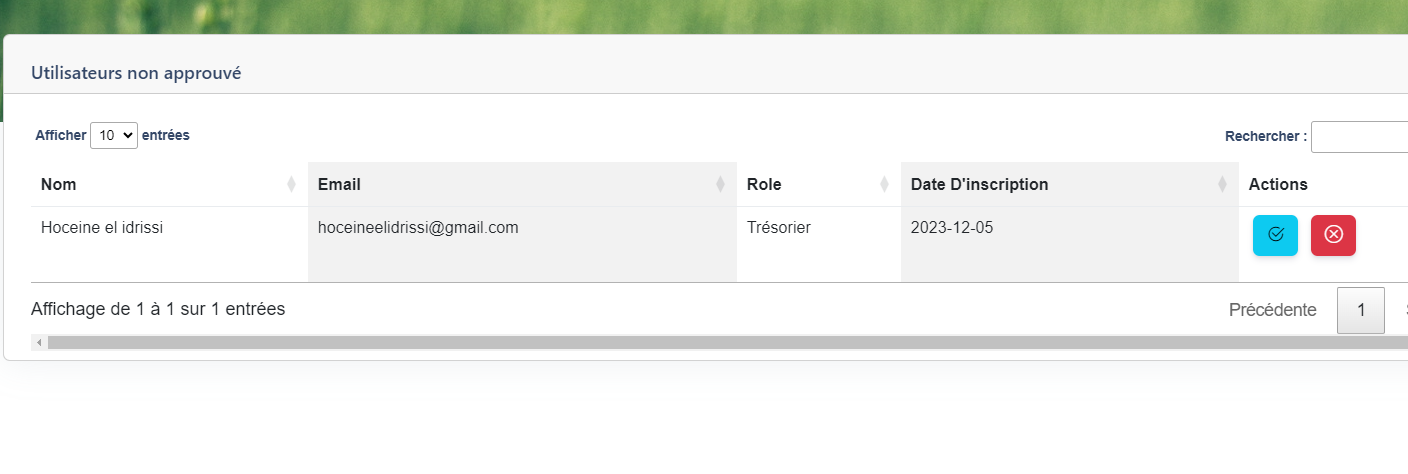 Utilisateurs non approuvé
Afficher 10 entrées
Rechercher :
Nom Email Role Date D'inscription Actions
Hoceine el idrissi hoceineelidrissi@gmail.com Trésorier 2023-12-05
Affichage de 1 à 1 sur 1 entrées
Précédente 1